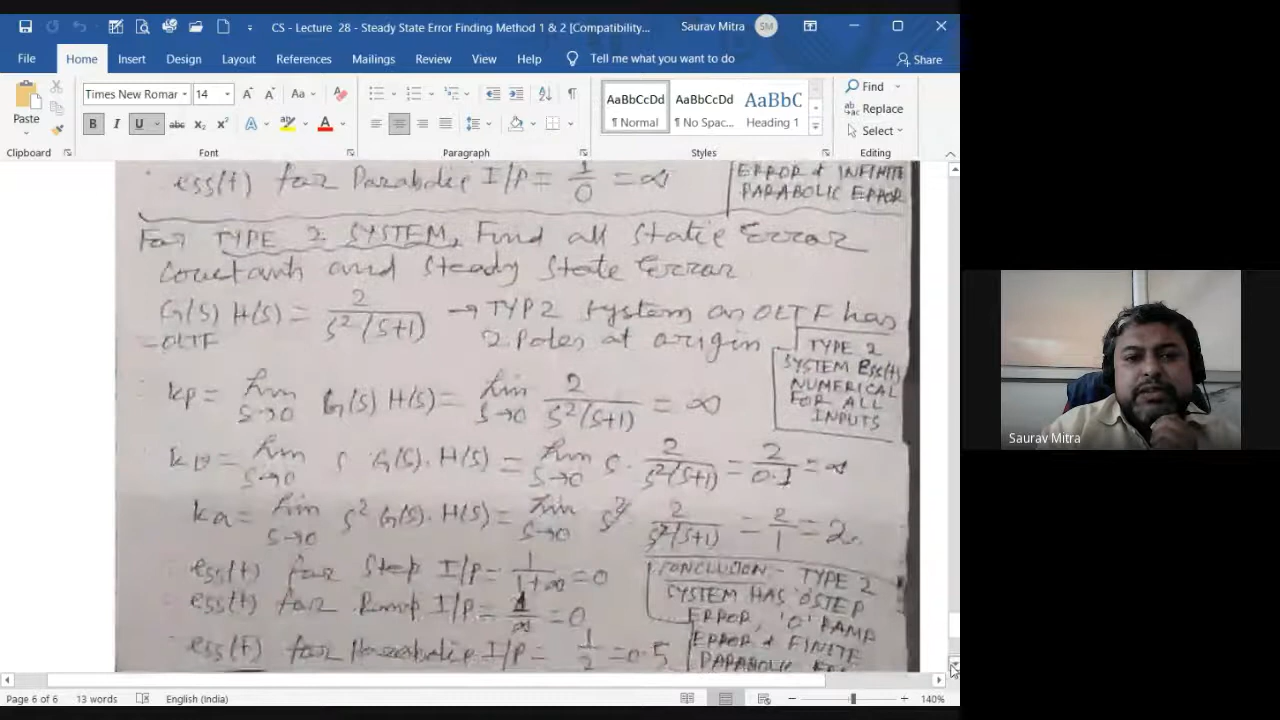 CS - Lecture 28 - Steady State Error Finding Method 1 & 2 [Compatibility...
Saurav Mitra
SM
File Home Insert Design Layout References Mailings Review View Help Tell me what you want to do Share
Paste
Times New Romar 14
Aa
B I U abc x₂ x²
A A
AaBbCcDd AaBbCcDd AaBbC
¶ Normal ¶ No Spac... Heading 1
Find
Replace
Select
Clipboard Font Paragraph Styles Editing
ess(t) for Parabolic I/P = 1/0 = ∞
ERROR & INFINITE
PARABOLIC ERROR
For TYPE 2 SYSTEM, Find all Static Error
Constants and Steady State Error
G(S) H(S) = 2/s²(s+1) → TYP 2 system as OLTF has
- OLTF
2 Poles at origin
TYPE 2
SYSTEM Ess(t)
NUMERICAL
FOR ALL
INPUTS
kp = lim s→0 G(S) H(S) = lim s→0 2/s²(s+1) = ∞
kv = lim s→0 s G(S). H(S) = lim s→0 s. 2/s²(s+1) = 2/0.1 = ∞
ka = lim s→0 s² G(S). H(S) = lim s→0 s² 2/s²(s+1) = 2/1 = 2
ess(t) for Step I/P = 1/1+∞ = 0
ess(t) for Ramp I/P = 1/∞ = 0
ess(t) for Parabolic I/P = 1/2 = 0.5
CONCLUSION - TYPE 2
SYSTEM HAS '0' STEP
ERROR, '0' RAMP
ERROR & FINITE
PARABOLIC
Saurav Mitra
Page 6 of 6 13 words English (India) 140%